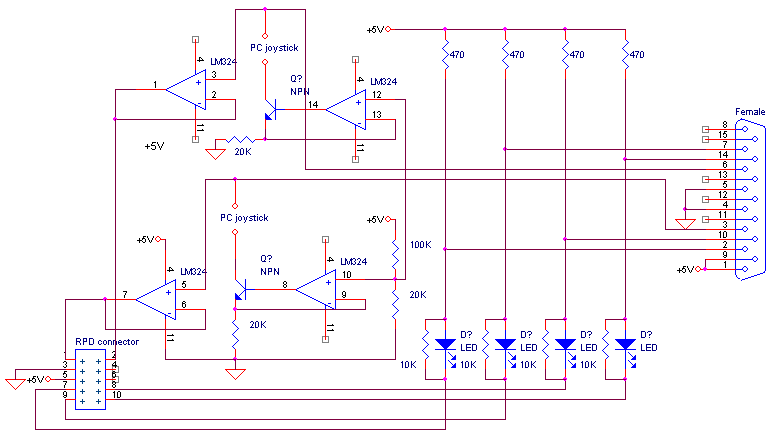 +5V
470 470 470 470
PC joystick
4 LM324
3
1 +
2
-
11
+5V
Q?
NPN
4 LM324
12
14 +
13
-
11
20K
Female
8
15
7
14
6
13
5
12
4
11
3
10
2
9
1
+5V
PC joystick
+5V
100K
20K
+5V 4
LM324
5
7 +
6
-
11
Q?
NPN
4 LM324
10
8 +
9
-
11
20K
RPD connector
1 2
3 4
5 6
7 8
9 10
+5V
D? D? D? D?
LED LED LED LED
10K 10K 10K 10K